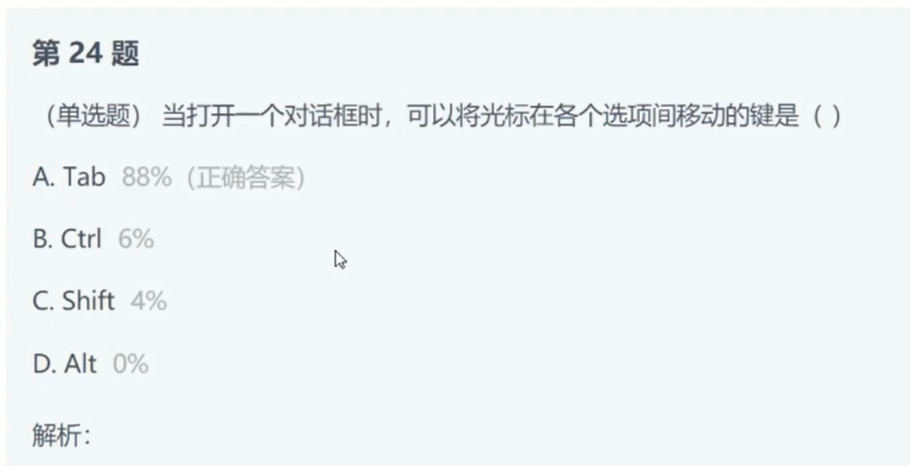 第 24 题
（单选题） 当打开一个对话框时，可以将光标在各个选项间移动的键是（ ）
A. Tab 88%（正确答案）
B. Ctrl 6%
C. Shift 4%
D. Alt 0%
解析：